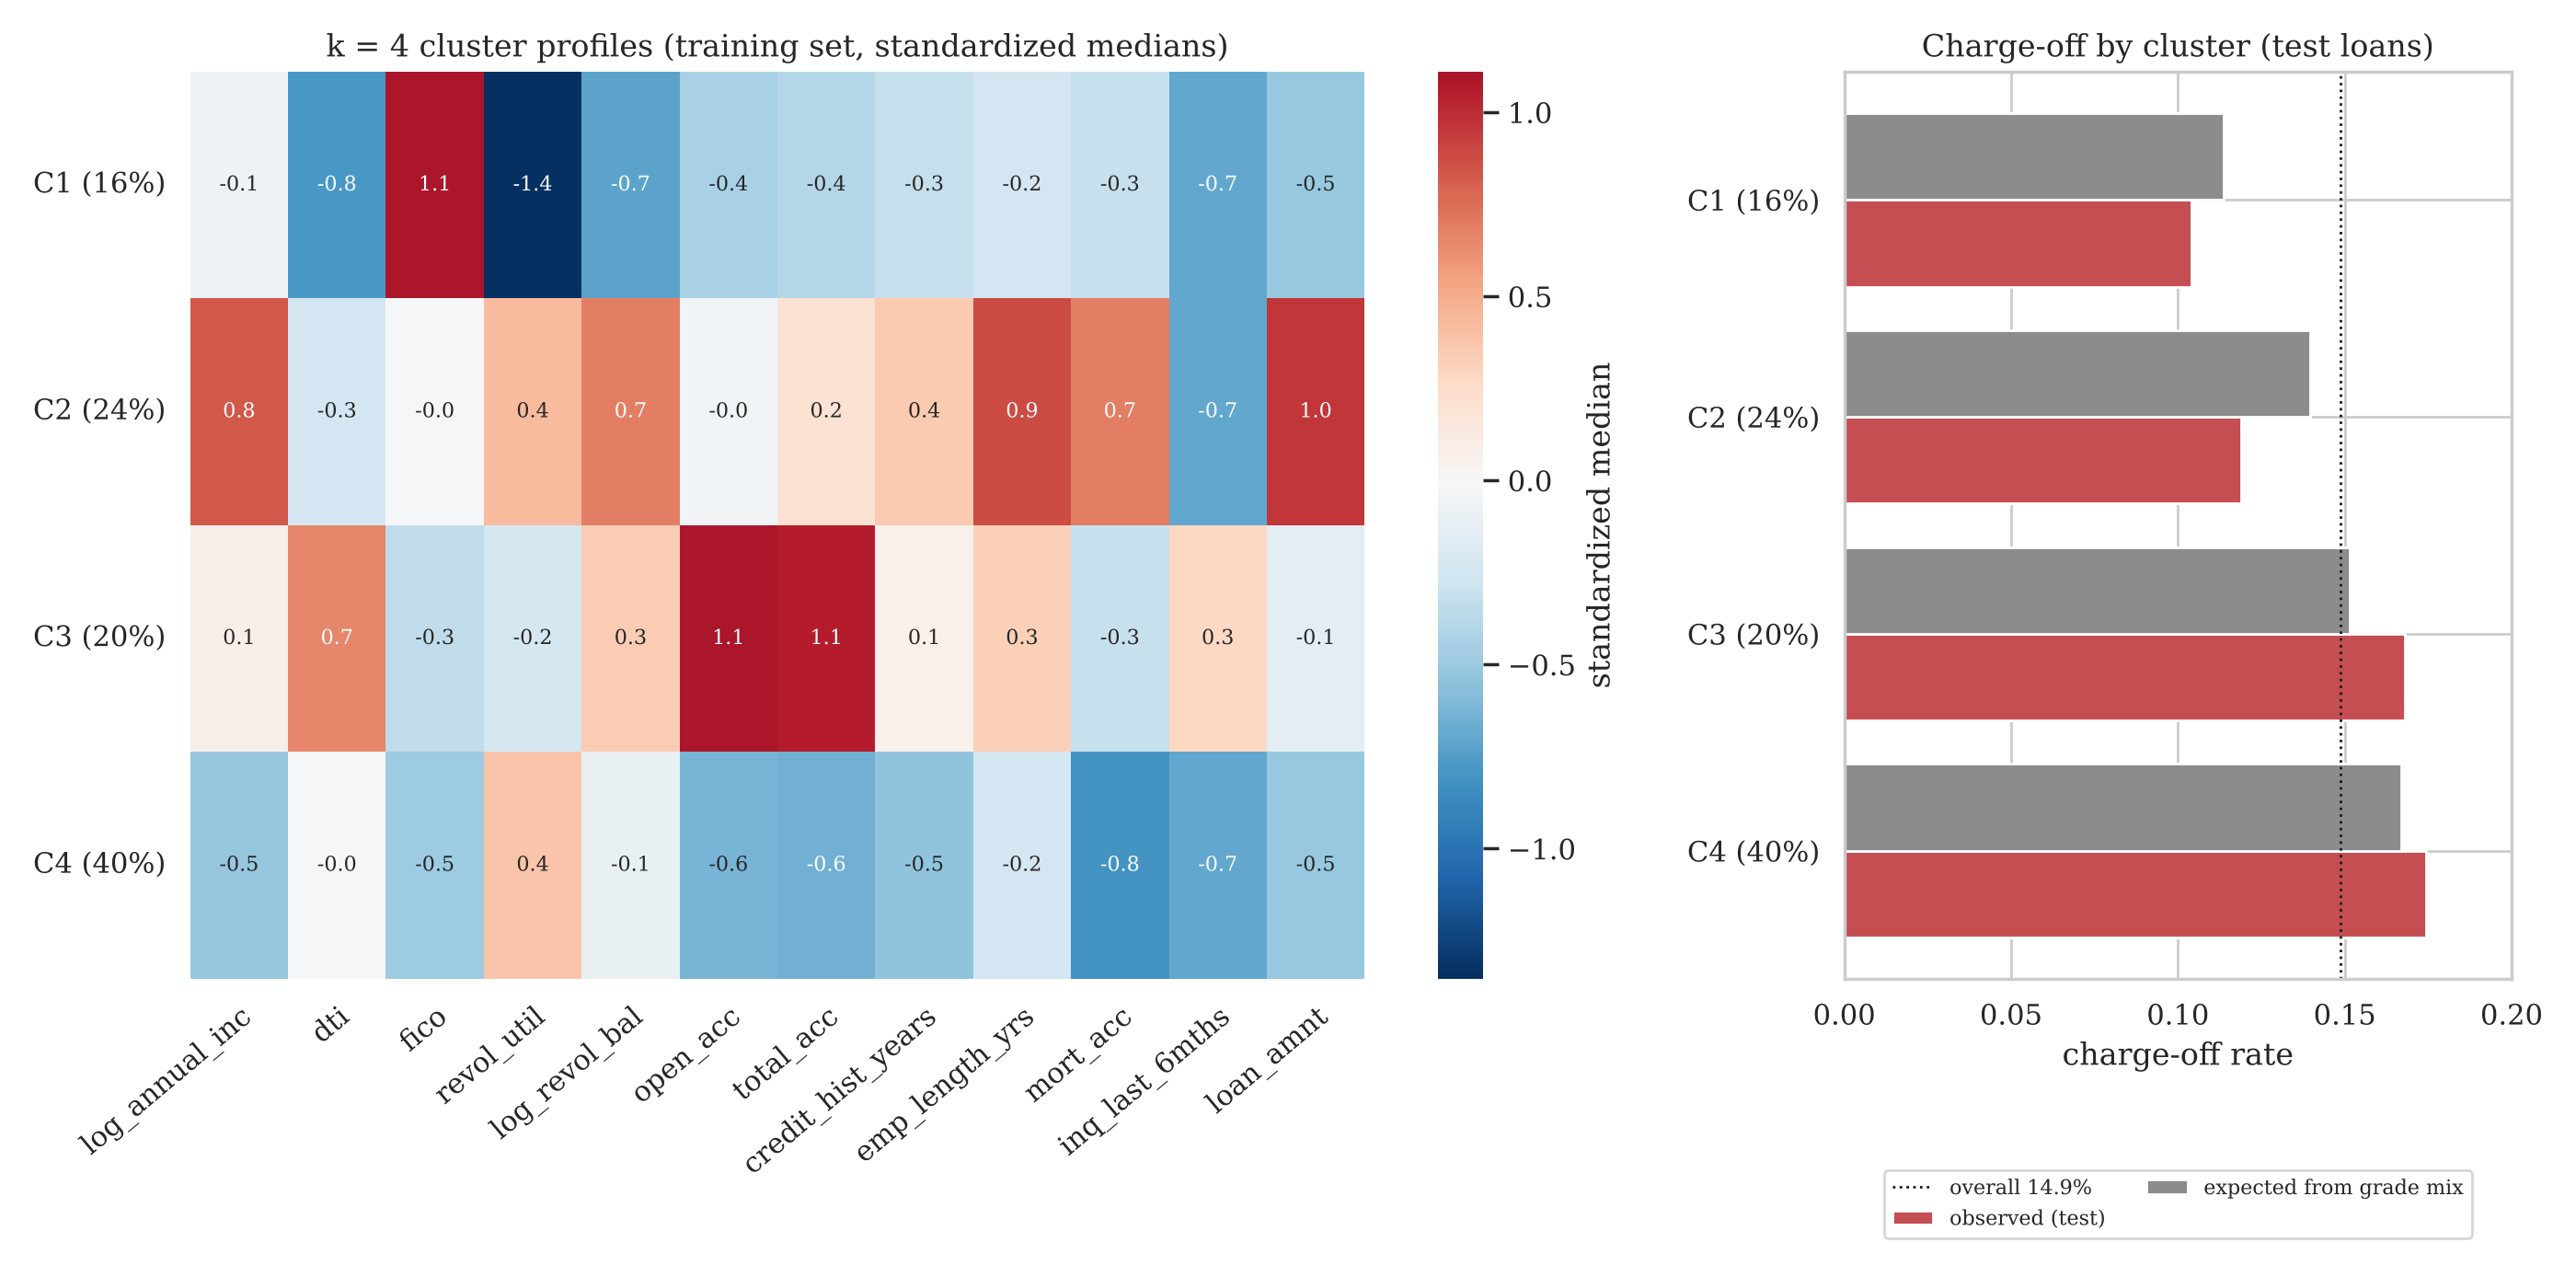 k = 4 cluster profiles (training set, standardized medians)
C1 (16%) -0.1 -0.8 1.1 -1.4 -0.7 -0.4 -0.4 -0.3 -0.2 -0.3 -0.7 -0.5
C2 (24%) 0.8 -0.3 -0.0 0.4 0.7 -0.0 0.2 0.4 0.9 0.7 -0.7 1.0
C3 (20%) 0.1 0.7 -0.3 -0.2 0.3 1.1 1.1 0.1 0.3 -0.3 0.3 -0.1
C4 (40%) -0.5 -0.0 -0.5 0.4 -0.1 -0.6 -0.6 -0.5 -0.2 -0.8 -0.7 -0.5
log_annual_inc
dti
fico
revol_util
log_revol_bal
open_acc
total_acc
credit_hist_years
emp_length_yrs
mort_acc
inq_last_6mths
loan_amnt
1.0
0.5
0.0
−0.5
−1.0
standardized median
Charge-off by cluster (test loans)
C1 (16%)
C2 (24%)
C3 (20%)
C4 (40%)
0.00 0.05 0.10 0.15 0.20
charge-off rate
overall 14.9%
observed (test)
expected from grade mix